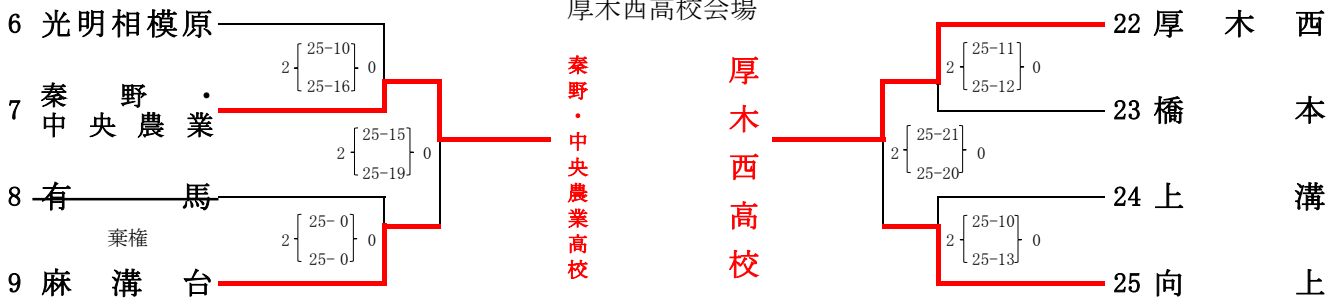 厚木西高校会場
6 光明相模原
2 25-10 0
25-16
7 秦野・
中央農業
2 25-15 0
25-19
8 有馬
棄権
2 25- 0 0
25- 0
9 麻溝台
秦野・中央農業高校
厚木西高校
22 厚木西
2 25-11 0
25-12
23 橋本
2 25-21 0
25-20
24 上溝
2 25-10 0
25-13
25 向上